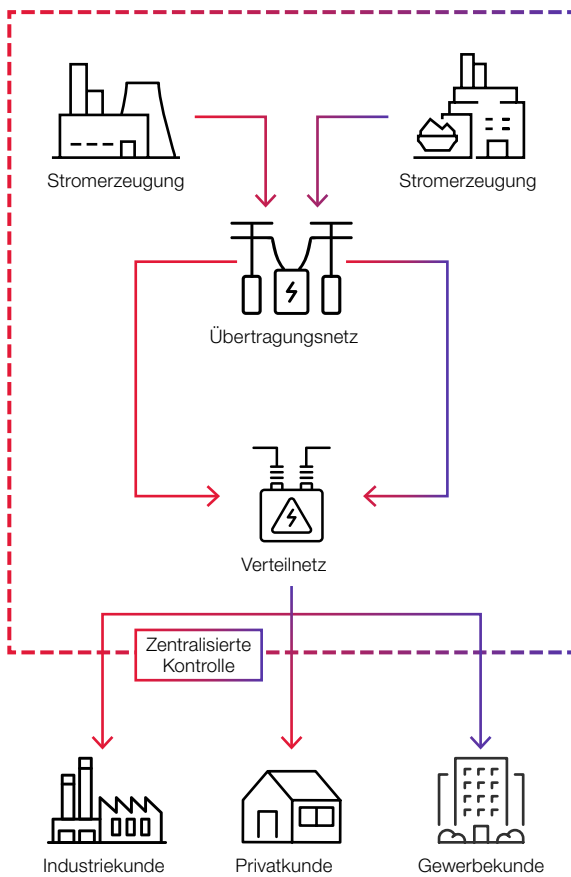 Stromerzeugung
Stromerzeugung
Übertragungsnetz
Verteilnetz
Zentralisierte
Kontrolle
Industriekunde
Privatkunde
Gewerbekunde